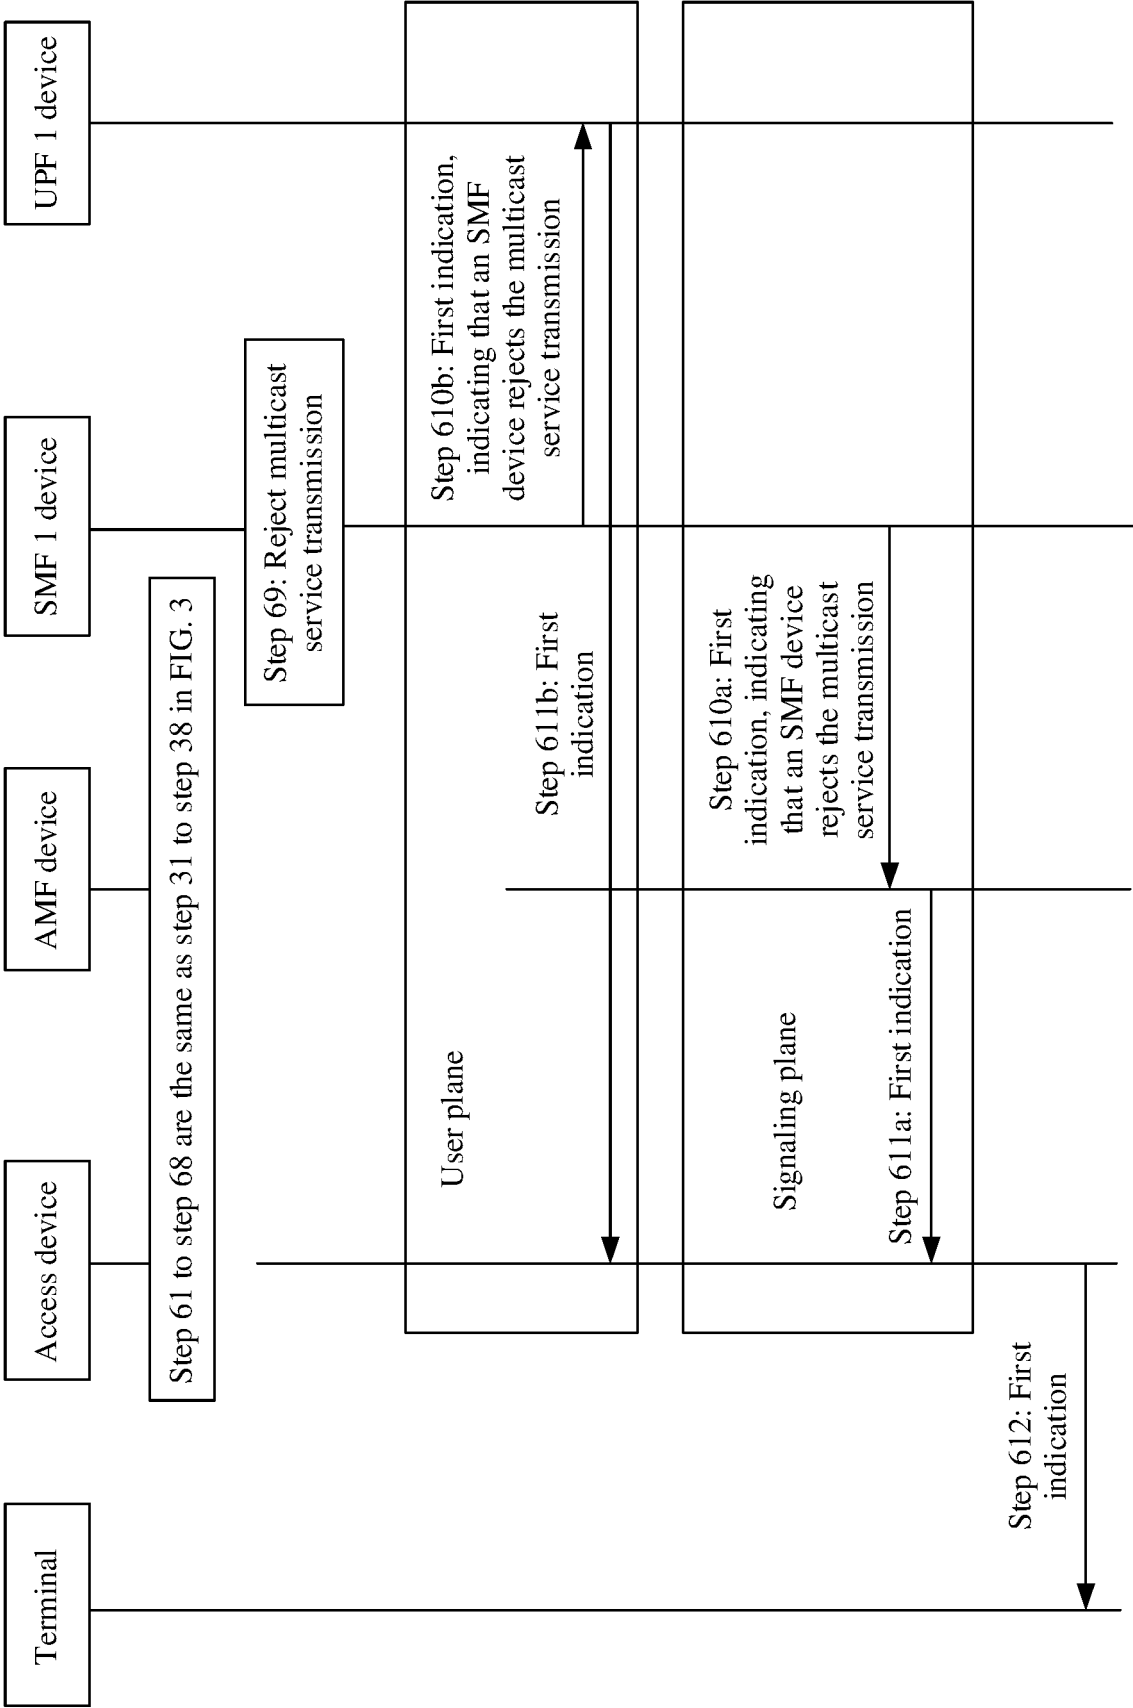 Terminal
Access device
AMF device
SMF 1 device
UPF 1 device
Step 61 to step 68 are the same as step 31 to step 38 in FIG. 3
Step 69: Reject multicast
service transmission
User plane
Step 610b: First indication,
indicating that an SMF
device rejects the multicast
service transmission
Step 611b: First
indication
Signaling plane
Step 610a: First
indication, indicating
that an SMF device
rejects the multicast
service transmission
Step 611a: First indication
Step 612: First
indication